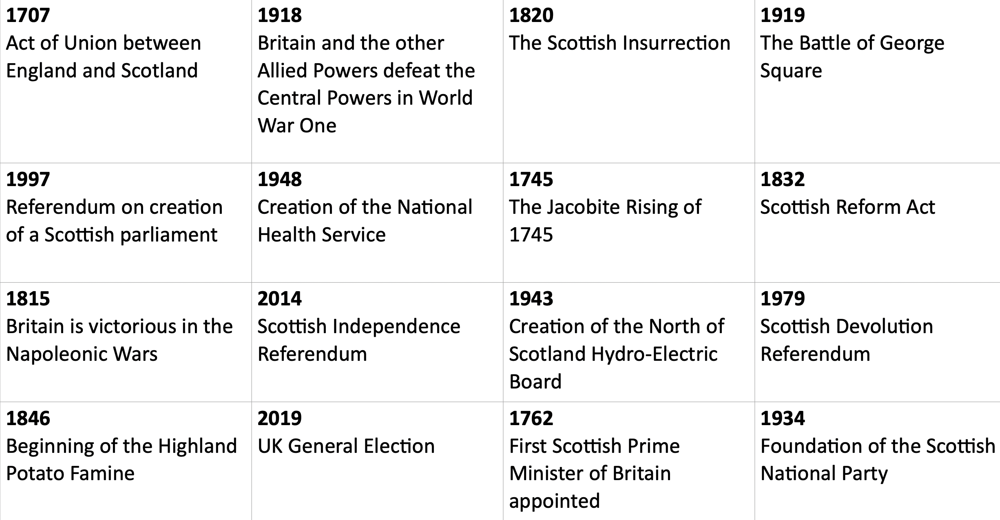 1707
Act of Union between
England and Scotland
1918
Britain and the other
Allied Powers defeat the
Central Powers in World
War One
1820
The Scottish Insurrection
1919
The Battle of George
Square
1997
Referendum on creation
of a Scottish parliament
1948
Creation of the National
Health Service
1745
The Jacobite Rising of
1745
1832
Scottish Reform Act
1815
Britain is victorious in the
Napoleonic Wars
2014
Scottish Independence
Referendum
1943
Creation of the North of
Scotland Hydro-Electric
Board
1979
Scottish Devolution
Referendum
1846
Beginning of the Highland
Potato Famine
2019
UK General Election
1762
First Scottish Prime
Minister of Britain
appointed
1934
Foundation of the Scottish
National Party